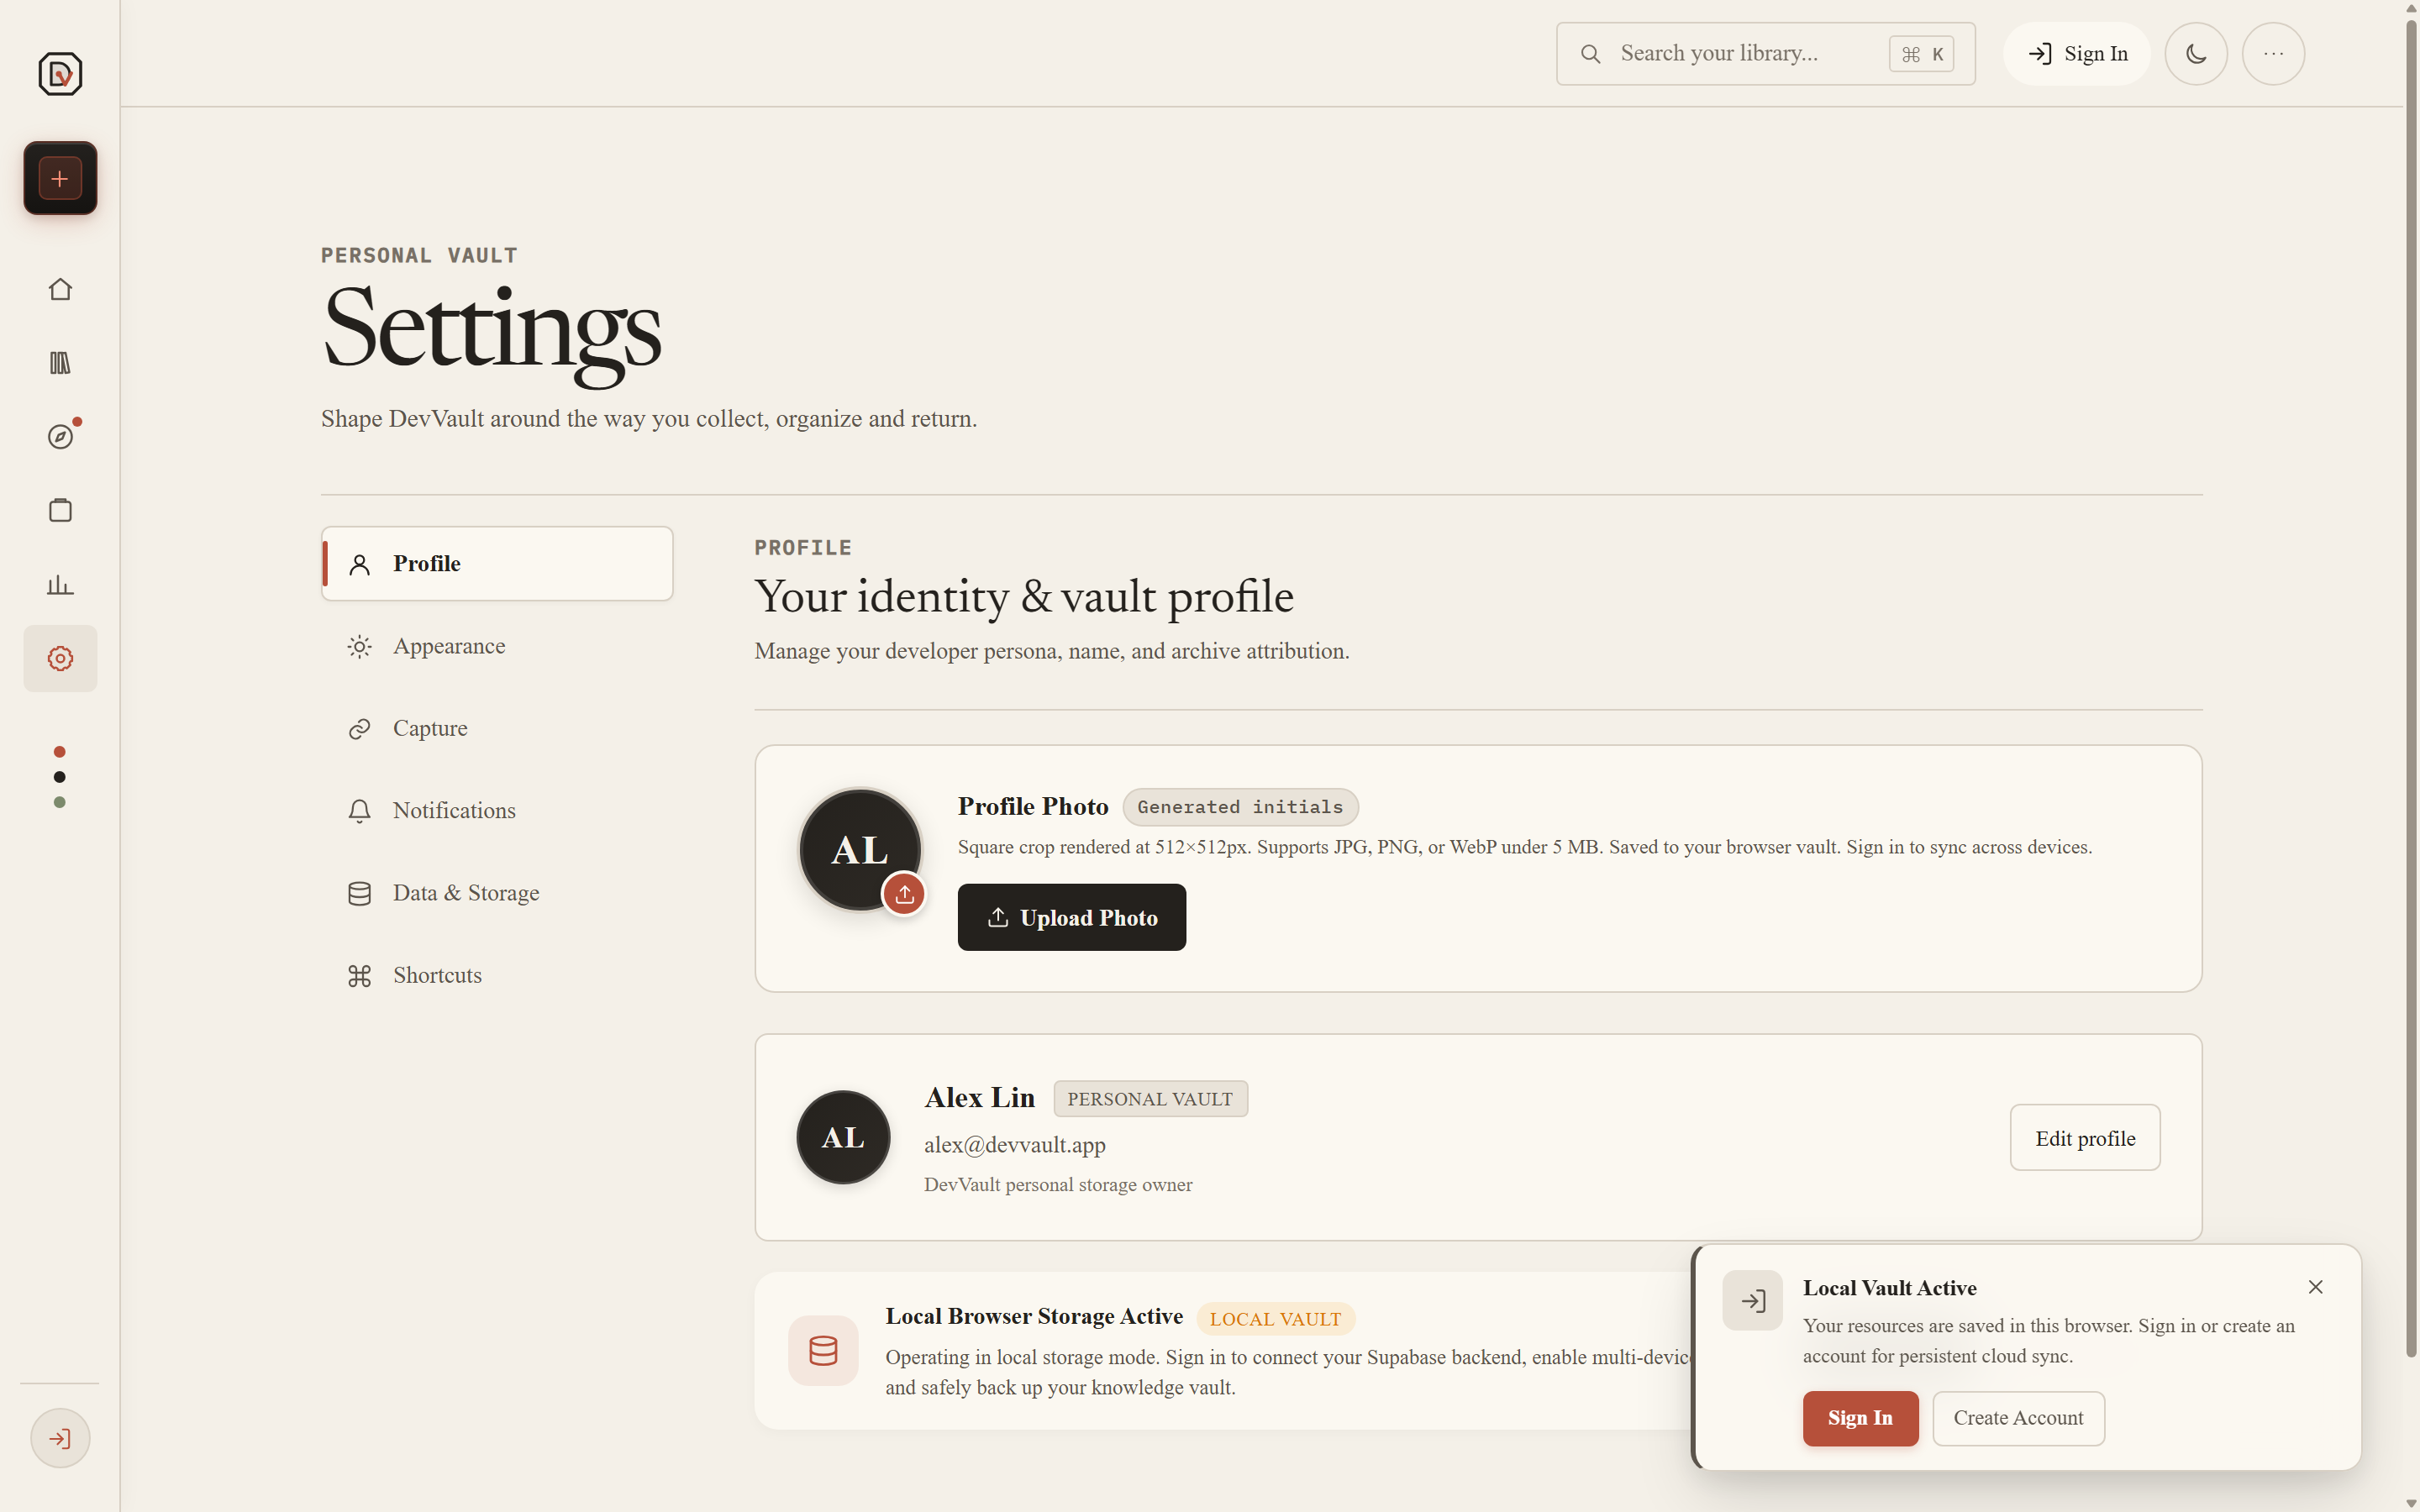 Search your library...
⌘ K
Sign In
···
PERSONAL VAULT
Settings
Shape DevVault around the way you collect, organize and return.
Profile
Appearance
Capture
Notifications
Data & Storage
Shortcuts
PROFILE
Your identity & vault profile
Manage your developer persona, name, and archive attribution.
AL
Profile Photo
Generated initials
Square crop rendered at 512×512px. Supports JPG, PNG, or WebP under 5 MB. Saved to your browser vault. Sign in to sync across devices.
Upload Photo
AL
Alex Lin
PERSONAL VAULT
alex@devvault.app
DevVault personal storage owner
Edit profile
Local Browser Storage Active
LOCAL VAULT
Operating in local storage mode. Sign in to connect your Supabase backend, enable multi-device
and safely back up your knowledge vault.
Local Vault Active
Your resources are saved in this browser. Sign in or create an
account for persistent cloud sync.
Sign In
Create Account